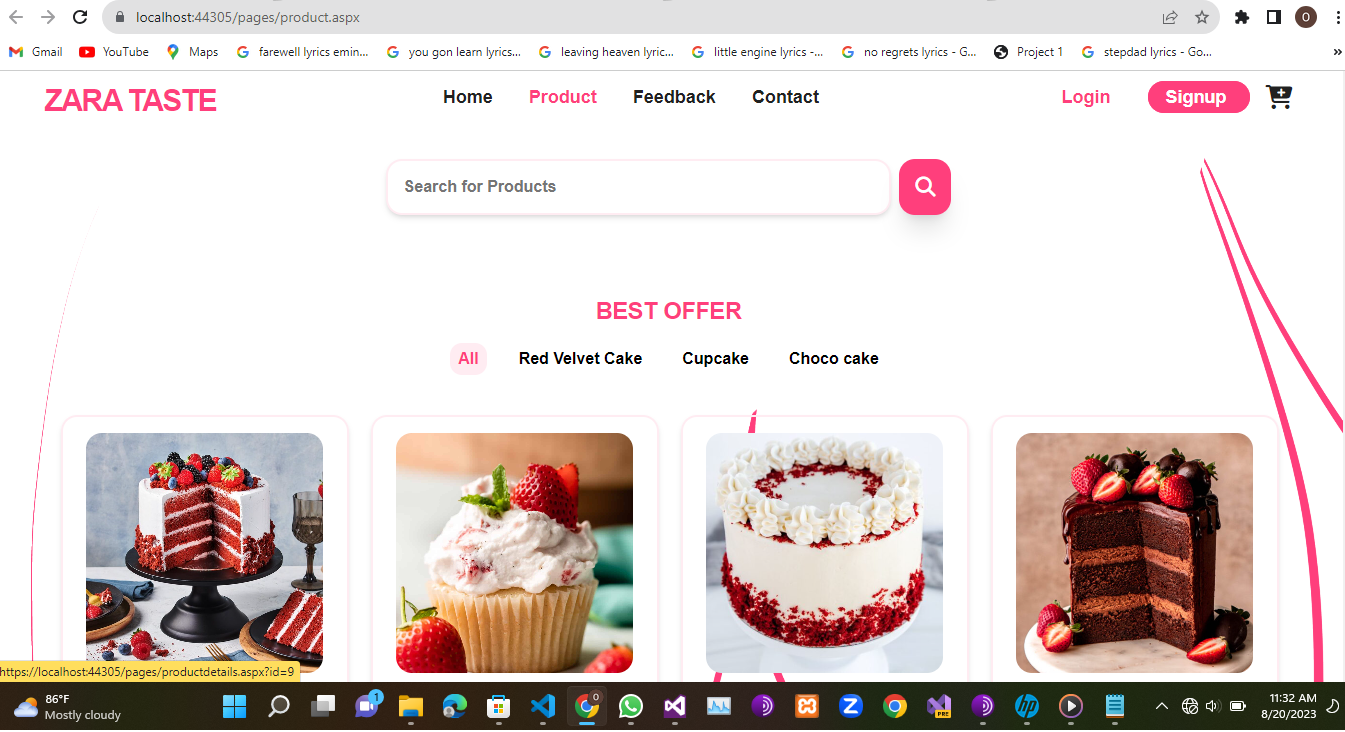 localhost:44305/pages/product.aspx
O
Gmail YouTube Maps farewell lyrics emin... you gon learn lyrics... leaving heaven lyric... little engine lyrics -... no regrets lyrics - G... Project 1 stepdad lyrics - Go... »
ZARA TASTE Home Product Feedback Contact Login Signup
Search for Products
BEST OFFER
All Red Velvet Cake Cupcake Choco cake
https://localhost:44305/pages/productdetails.aspx?id=9
86°F
Mostly cloudy
1
0
PRE
11:32 AM
8/20/2023